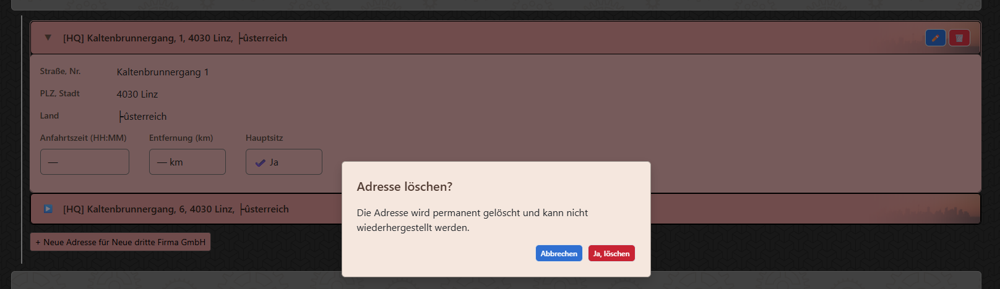 [HQ] Kaltenbrunnergang, 1, 4030 Linz, ├ûsterreich
Straße, Nr. Kaltenbrunnergang 1
PLZ, Stadt 4030 Linz
Land ├ûsterreich
Anfahrtszeit (HH:MM) Entfernung (km) Hauptsitz
— — km Ja
Adresse löschen?
Die Adresse wird permanent gelöscht und kann nicht
wiederhergestellt werden.
Abbrechen Ja, löschen
[HQ] Kaltenbrunnergang, 6, 4030 Linz, ├ûsterreich
+ Neue Adresse für Neue dritte Firma GmbH